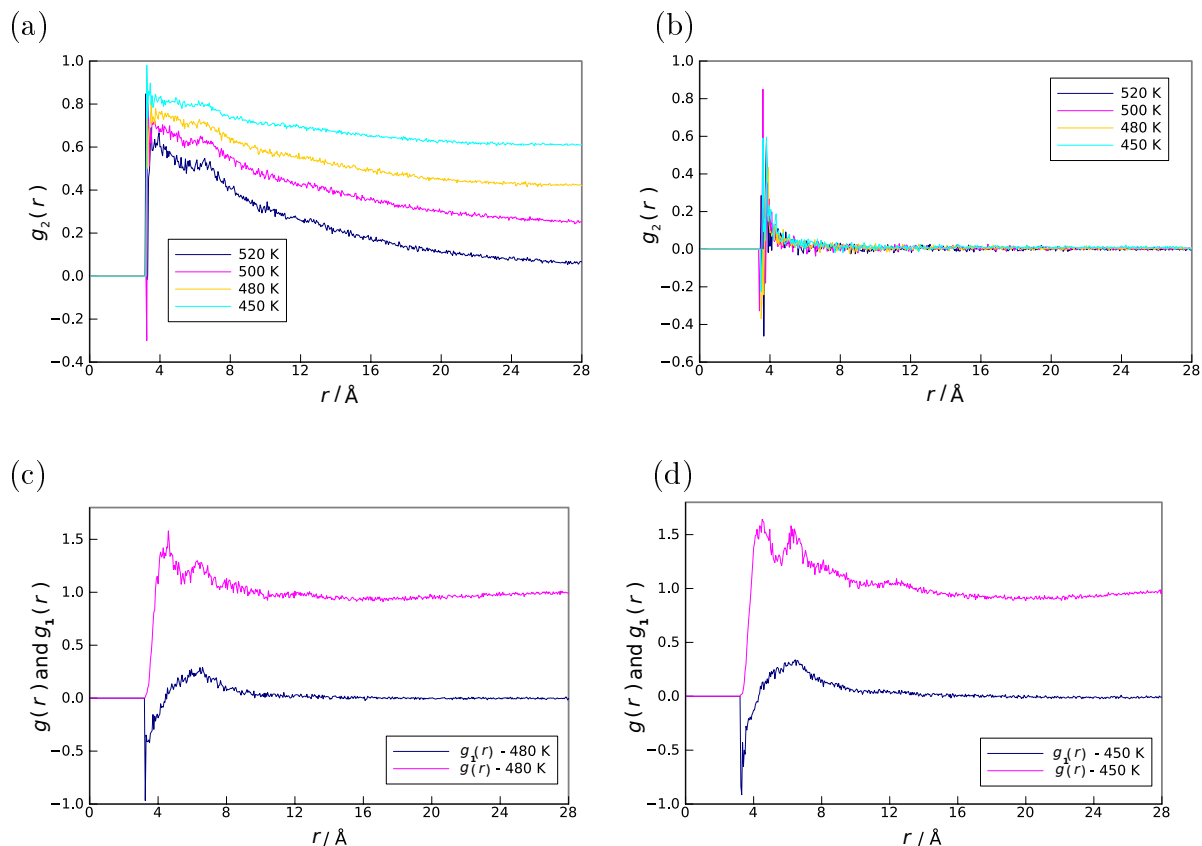 (a)
1.0
0.8
0.6
0.4
0.2
0.0
−0.2
−0.4
g₂(r)
520 K
500 K
480 K
450 K
0 4 8 12 16 20 24 28
r / Å
(b)
1.0
0.8
0.6
0.4
0.2
0.0
−0.2
−0.4
−0.6
g₂(r)
520 K
500 K
480 K
450 K
0 4 8 12 16 20 24 28
r / Å
(c)
1.5
1.0
0.5
0.0
−0.5
−1.0
g(r) and g₁(r)
g₁(r) - 480 K
g(r) - 480 K
0 4 8 12 16 20 24 28
r / Å
(d)
1.5
1.0
0.5
0.0
−0.5
−1.0
g(r) and g₁(r)
g₁(r) - 450 K
g(r) - 450 K
0 4 8 12 16 20 24 28
r / Å